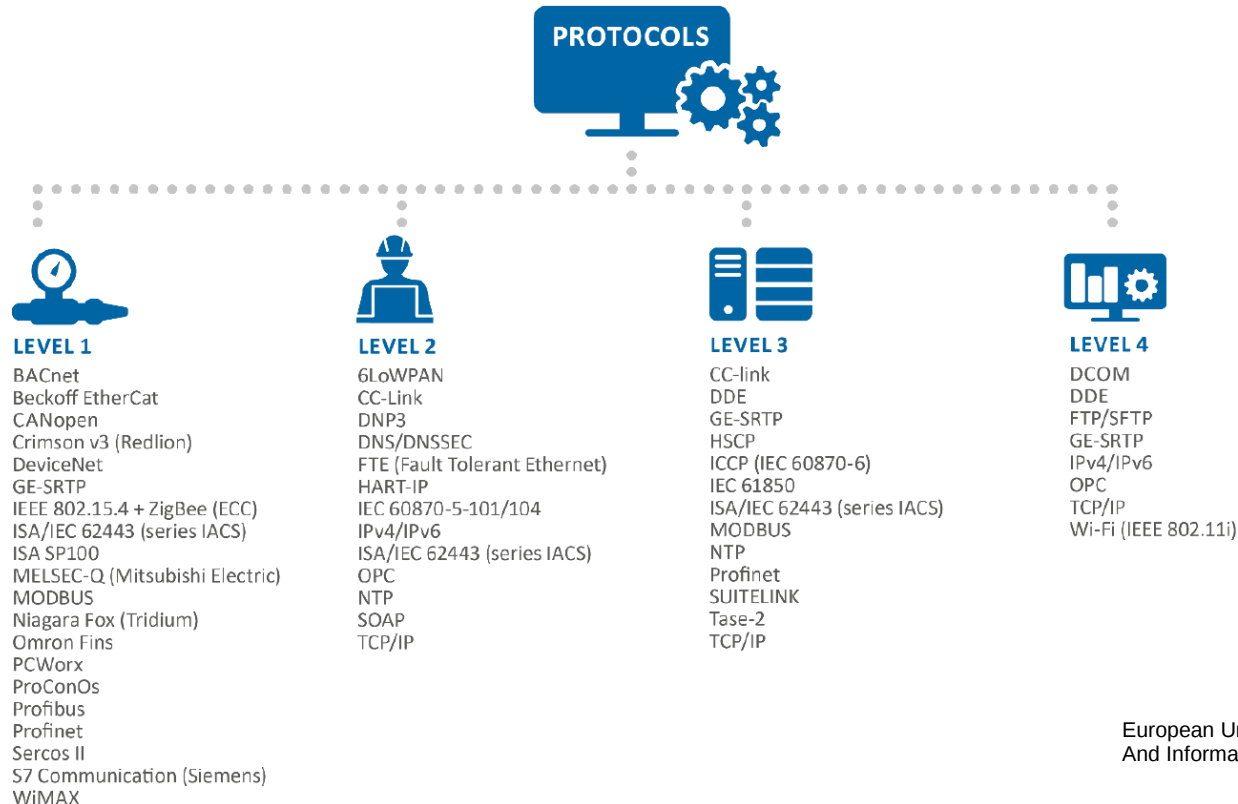 PROTOCOLS
LEVEL 1
BACnet
Beckoff EtherCat
CANopen
Crimson v3 (Redlion)
DeviceNet
GE-SRTP
IEEE 802.15.4 + ZigBee (ECC)
ISA/IEC 62443 (series IACS)
ISA SP100
MELSEC-Q (Mitsubishi Electric)
MODBUS
Niagara Fox (Tridium)
Omron Fins
PCWorx
ProConOs
Profibus
Profinet
Sercos II
S7 Communication (Siemens)
WiMAX
LEVEL 2
6LoWPAN
CC-Link
DNP3
DNS/DNSSEC
FTE (Fault Tolerant Ethernet)
HART-IP
IEC 60870-5-101/104
IPv4/IPv6
ISA/IEC 62443 (series IACS)
OPC
NTP
SOAP
TCP/IP
LEVEL 3
CC-link
DDE
GE-SRTP
HSCP
ICCP (IEC 60870-6)
IEC 61850
ISA/IEC 62443 (series IACS)
MODBUS
NTP
Profinet
SUITELINK
Tase-2
TCP/IP
LEVEL 4
DCOM
DDE
FTP/SFTP
GE-SRTP
IPv4/IPv6
OPC
TCP/IP
Wi-Fi (IEEE 802.11i)
European
And